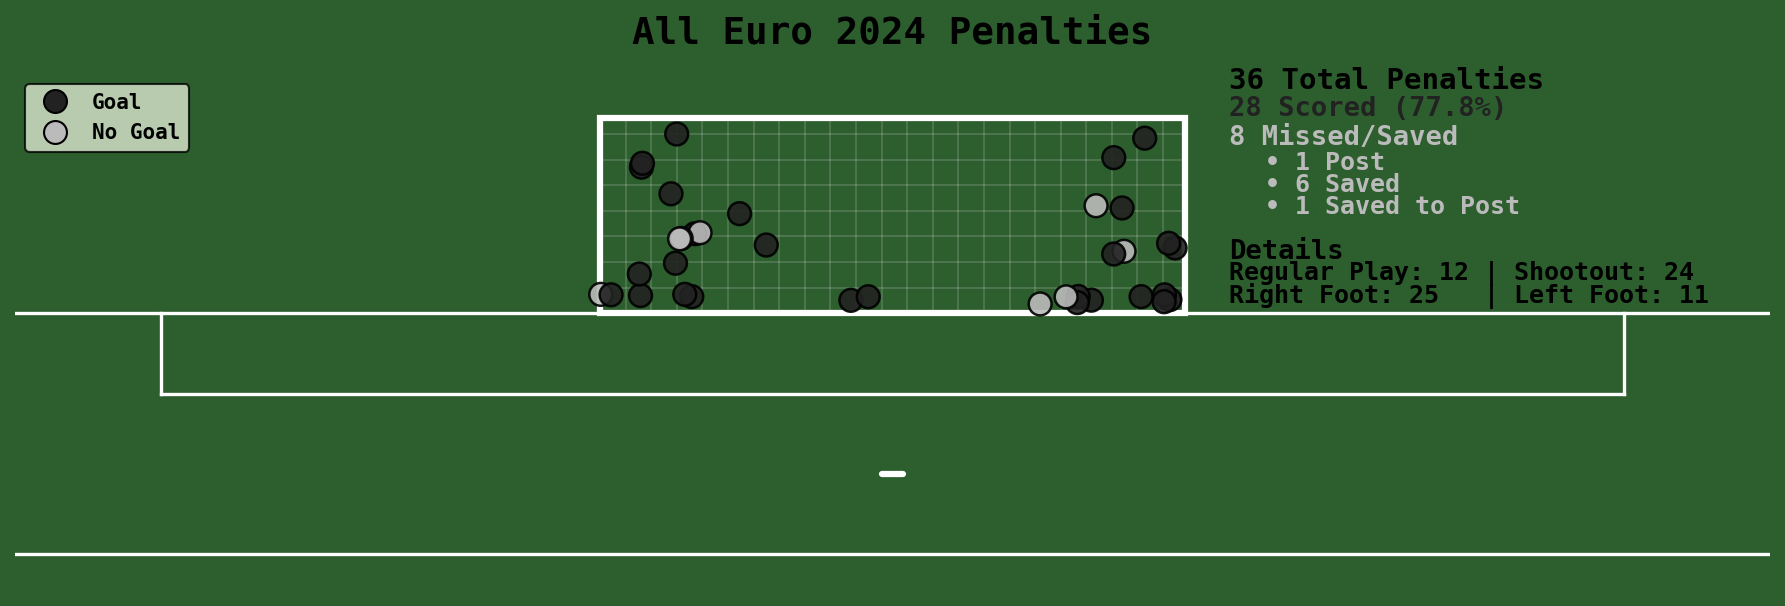 All Euro 2024 Penalties
Goal
No Goal
36 Total Penalties
28 Scored (77.8%)
8 Missed/Saved
• 1 Post
• 6 Saved
• 1 Saved to Post
Details
Regular Play: 12 | Shootout: 24
Right Foot: 25 | Left Foot: 11